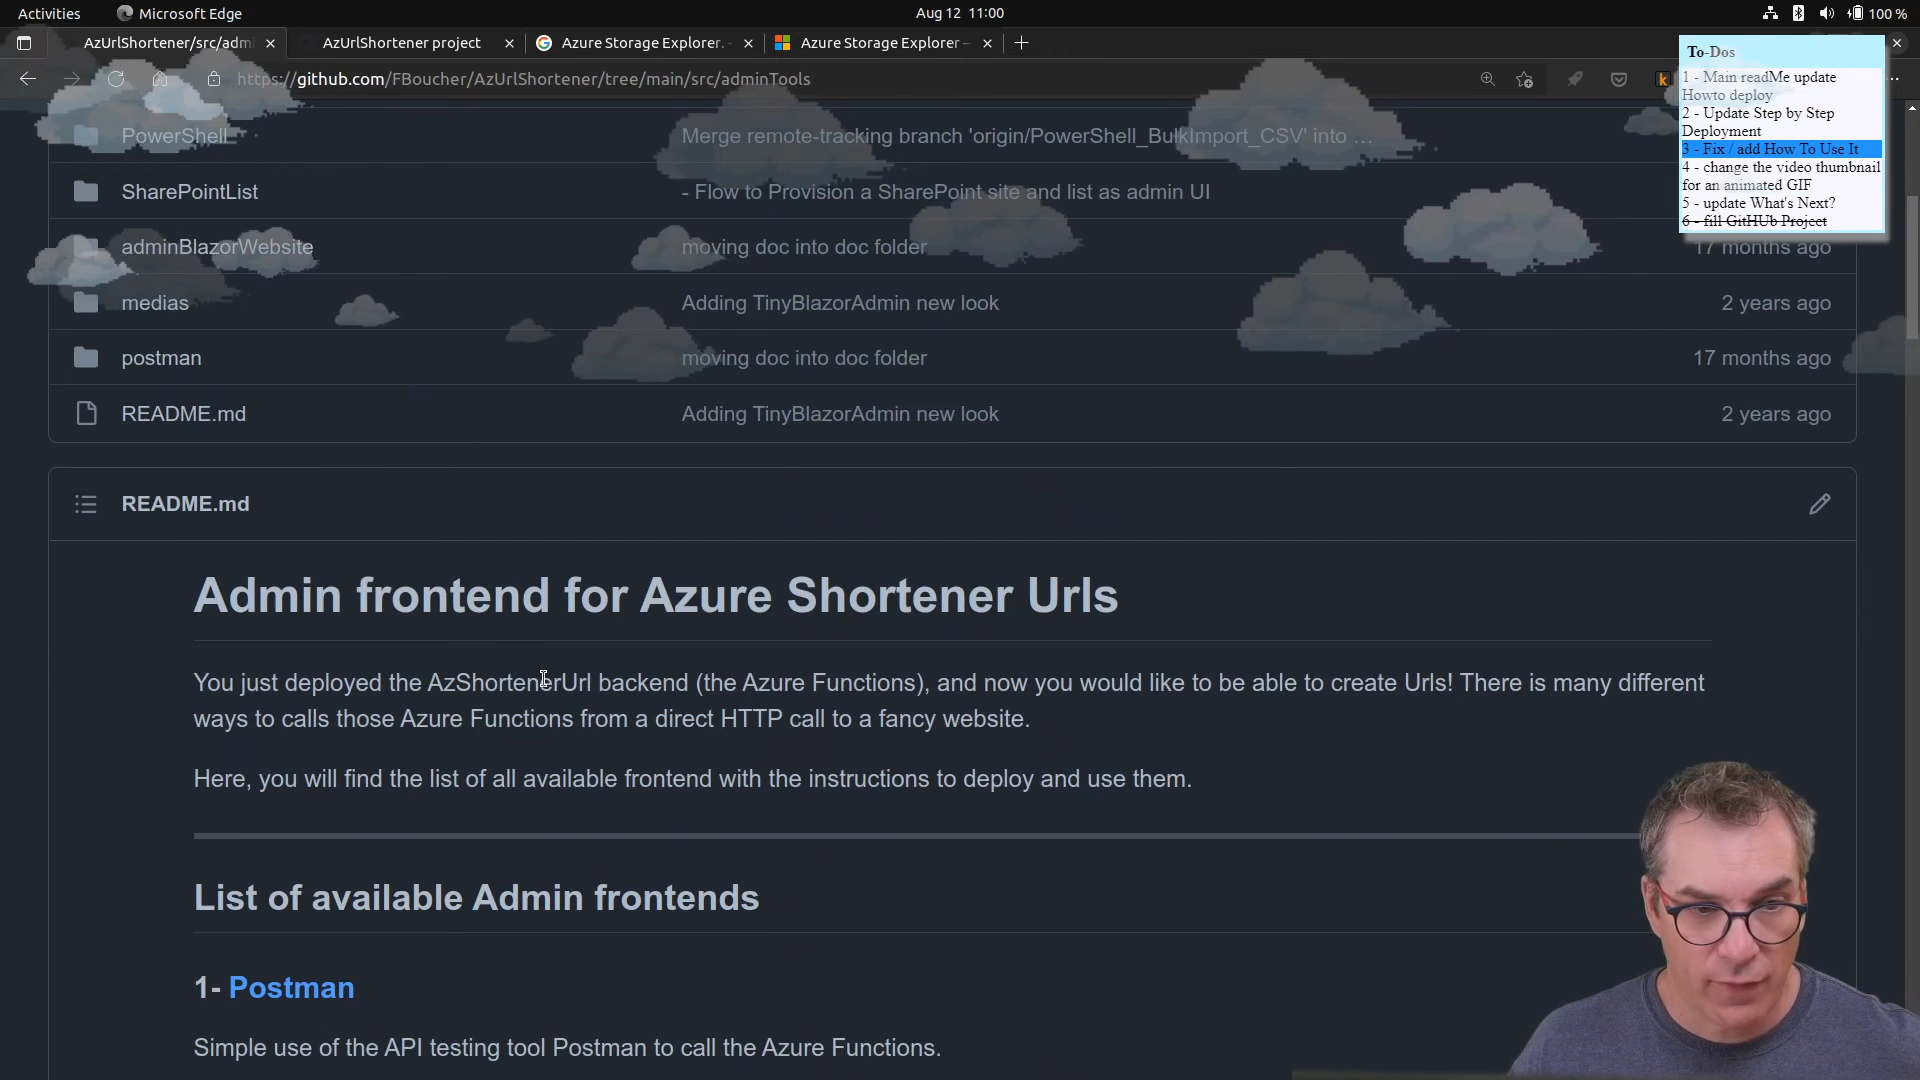 Activities
Microsoft Edge
Aug 12 11:00
100 %
AzUrlShortener/src/admi
AzUrlShortener project
Azure Storage Explorer. -
Azure Storage Explorer –
https://github.com/FBoucher/AzUrlShortener/tree/main/src/adminTools
To-Dos
1 - Main readMe update
Howto deploy
2 - Update Step by Step
Deployment
3 - Fix / add How To Use It
4 - change the video thumbnail
for an animated GIF
5 - update What's Next?
6 - fill GitHUb Project
PowerShell
Merge remote-tracking branch 'origin/PowerShell_BulkImport_CSV' into ...
SharePointList
- Flow to Provision a SharePoint site and list as admin UI
adminBlazorWebsite
moving doc into doc folder
17 months ago
medias
Adding TinyBlazorAdmin new look
2 years ago
postman
moving doc into doc folder
17 months ago
README.md
Adding TinyBlazorAdmin new look
2 years ago
README.md
Admin frontend for Azure Shortener Urls
You just deployed the AzShortenerUrl backend (the Azure Functions), and now you would like to be able to create Urls! There is many different
ways to calls those Azure Functions from a direct HTTP call to a fancy website.
Here, you will find the list of all available frontend with the instructions to deploy and use them.
List of available Admin frontends
1- Postman
Simple use of the API testing tool Postman to call the Azure Functions.